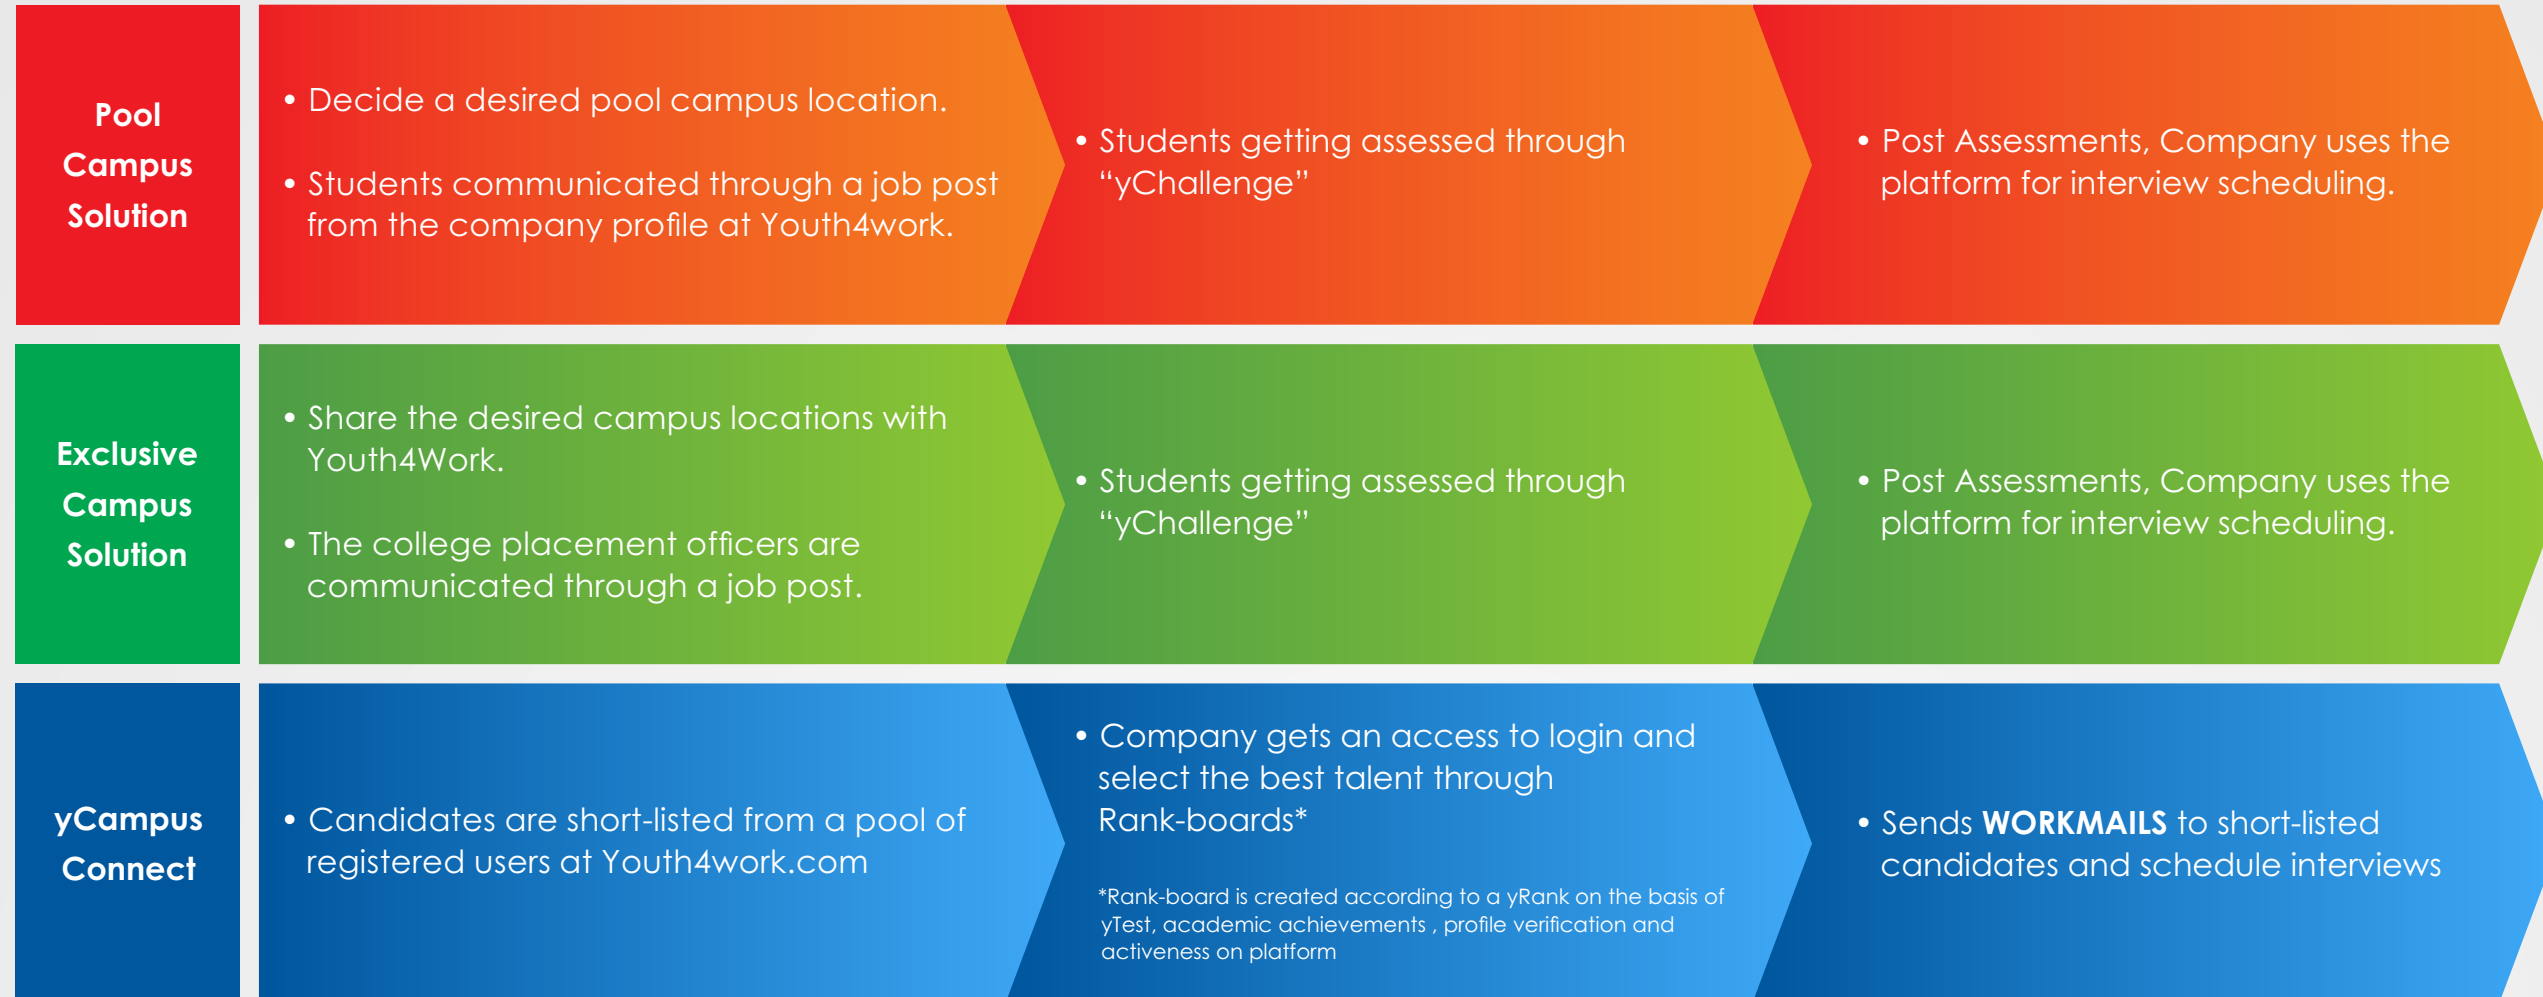 Pool
Campus
Solution
• Decide a desired pool campus location.
• Students communicated through a job post
from the company profile at Youth4work.
• Students getting assessed through
“yChallenge”
• Post Assessments, Company uses the
platform for interview scheduling.
Exclusive
Campus
Solution
• Share the desired campus locations with
Youth4Work.
• The college placement officers are
communicated through a job post.
• Students getting assessed through
“yChallenge”
• Post Assessments, Company uses the
platform for interview scheduling.
yCampus
Connect
• Candidates are short-listed from a pool of
registered users at Youth4work.com
• Company gets an access to login and
select the best talent through
Rank-boards*
*Rank-board is created according to a yRank on the basis of
yTest, academic achievements , profile verification and
activeness on platform
• Sends WORKMAILS to short-listed
candidates and schedule interviews